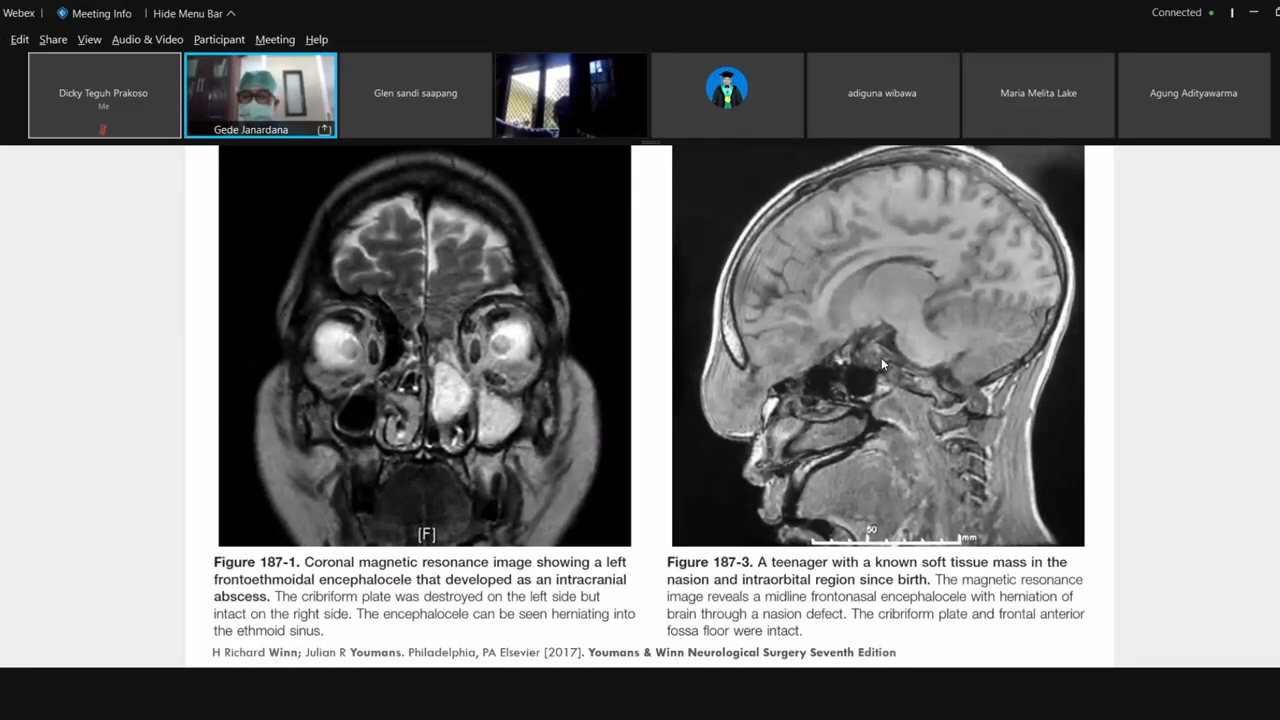 Webex Meeting Info Hide Menu Bar Connected
Edit Share View Audio & Video Participant Meeting Help
Dicky Teguh Prakoso
Me
Gede Janardana
Glen sandi saapang
adiguna wibawa
Maria Melita Lake
Agung Adityawarma
[F]
50
mm
Figure 187-1. Coronal magnetic resonance image showing a left
frontoethmoidal encephalocele that developed as an intracranial
abscess. The cribriform plate was destroyed on the left side but
intact on the right side. The encephalocele can be seen herniating into
the ethmoid sinus.
Figure 187-3. A teenager with a known soft tissue mass in the
nasion and intraorbital region since birth. The magnetic resonance
image reveals a midline frontonasal encephalocele with herniation of
brain through a nasion defect. The cribriform plate and frontal anterior
fossa floor were intact.
H Richard Winn; Julian R Youmans. Philadelphia, PA Elsevier [2017]. Youmans & Winn Neurological Surgery Seventh Edition